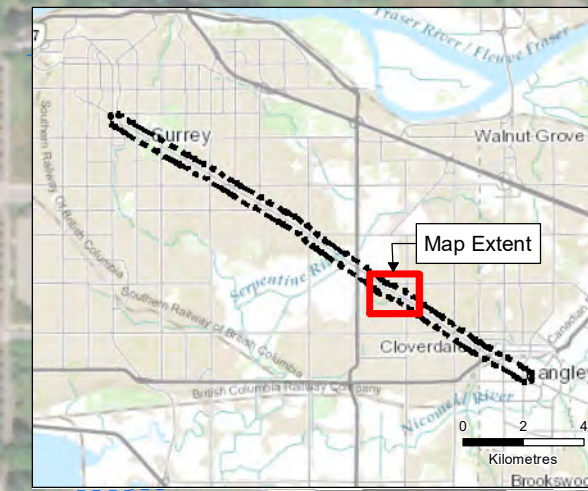 Fraser River / Fleuve Fraser
7
Surrey
Walnut Grove
Southern Railway Of British Columbia
Map Extent
Serpentine River
Southern Railway of British Columbia
Canadian
Cloverdale
Langley
British Columbia Railway Company
Nicomekl River
0 2 4
Kilometres
Brooksw